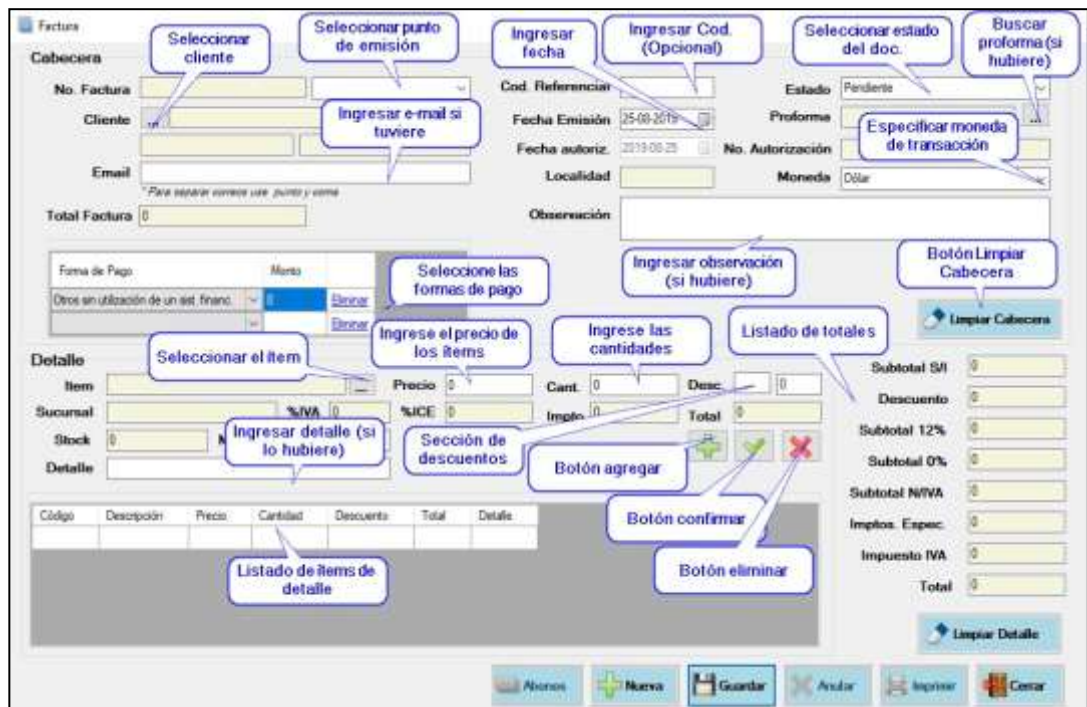 Factura
Cabecera
Seleccionar
cliente
Seleccionar punto
de emisión
Ingresar
fecha
Ingresar Cod.
(Opcional)
Seleccionar estado
del doc.
Buscar
proforma (si
hubiere)
No. Factura
Cod. Referencial
Estado
Pendiente
Cliente
...
Ingresar e-mail si
tuviere
Fecha Emisión
25-08-2019
Proforma
...
Especificar moneda
de transacción
Fecha autoriz.
2019-08-25
No. Autorización
Email
Localidad
Moneda
Dólar
* Para separar correos use punto y coma
Total Factura
0
Observación
Ingresar observación
(si hubiere)
Botón Limpiar
Cabecera
Forma de Pago
Monto
Seleccione las
formas de pago
Otros sin utilización de un sist. financ.
0
Eliminar
Eliminar
Limpiar Cabecera
Detalle
Seleccionar el ítem
Ingrese el precio de
los ítems
Ingrese las
cantidades
Listado de totales
Item
...
Precio
0
Cant.
0
Desc.
0
Sucursal
%IVA
0
%ICE
0
Impto.
0
Total
0
Stock
0
Ingresar detalle (si
lo hubiere)
Sección de
descuentos
Botón agregar
Detalle
Botón confirmar
Botón eliminar
Subtotal S/I
0
Descuento
0
Subtotal 12%
0
Subtotal 0%
0
Subtotal N/IVA
0
Imptos. Espec.
0
Impuesto IVA
0
Total
0
Código
Descripción
Precio
Cantidad
Descuento
Total
Detalle
Listado de ítems de
detalle
Limpiar Detalle
Abonos
Nueva
Guardar
Anular
Imprimir
Cerrar